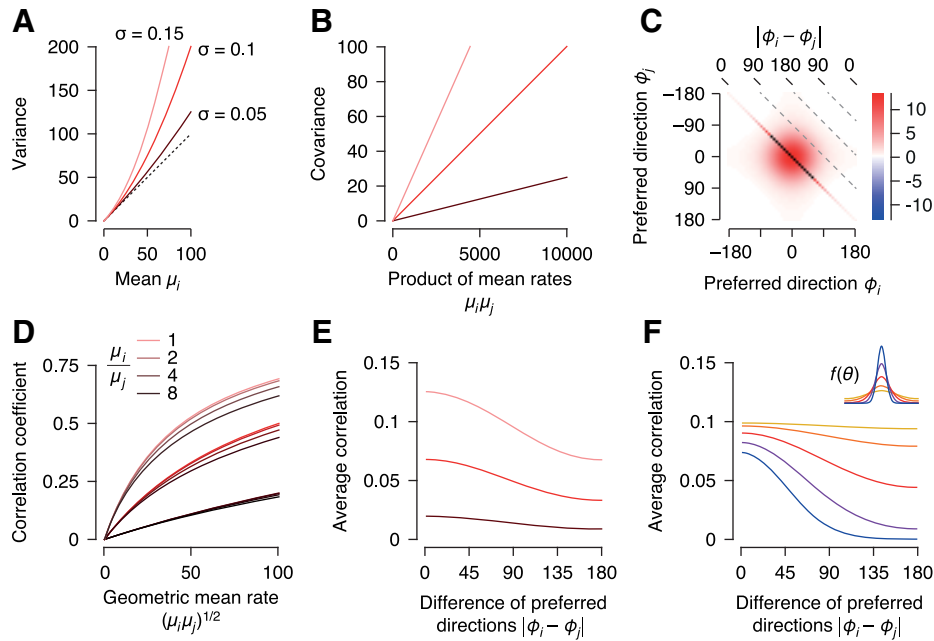 A
200
150
100
50
0
Variance
σ = 0.15
σ = 0.1
σ = 0.05
0
50
100
Mean μi
B
100
80
60
40
20
0
Covariance
0
5000
10000
Product of mean rates
μiμj
C
|ϕi − ϕj|
0 90 180 90 0
−180
−90
0
90
180
Preferred direction ϕj
−180
0
180
Preferred direction ϕi
10
5
0
-5
-10
D
μi
μj
1
2
4
8
0.75
0.5
0.25
0
Correlation coefficient
0
50
100
Geometric mean rate
(μiμj)1/2
E
0.15
0.1
0.05
0
Average correlation
0 45 90 135 180
Difference of preferred
directions |ϕi − ϕj|
F
f(θ)
0.15
0.1
0.05
0
Average correlation
0 45 90 135 180
Difference of preferred
directions |ϕi − ϕj|